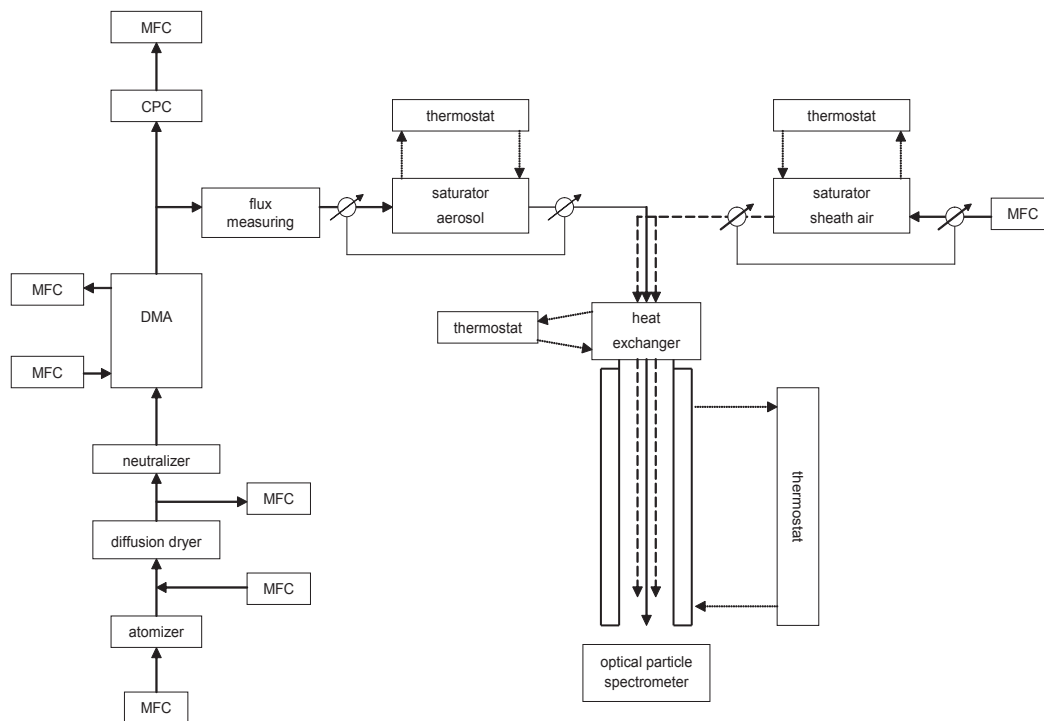 MFC
CPC
thermostat
thermostat
flux
measuring
saturator
aerosol
saturator
sheath air
MFC
MFC
DMA
MFC
thermostat
heat
exchanger
neutralizer
MFC
diffusion dryer
MFC
atomizer
MFC
thermostat
optical particle
spectrometer